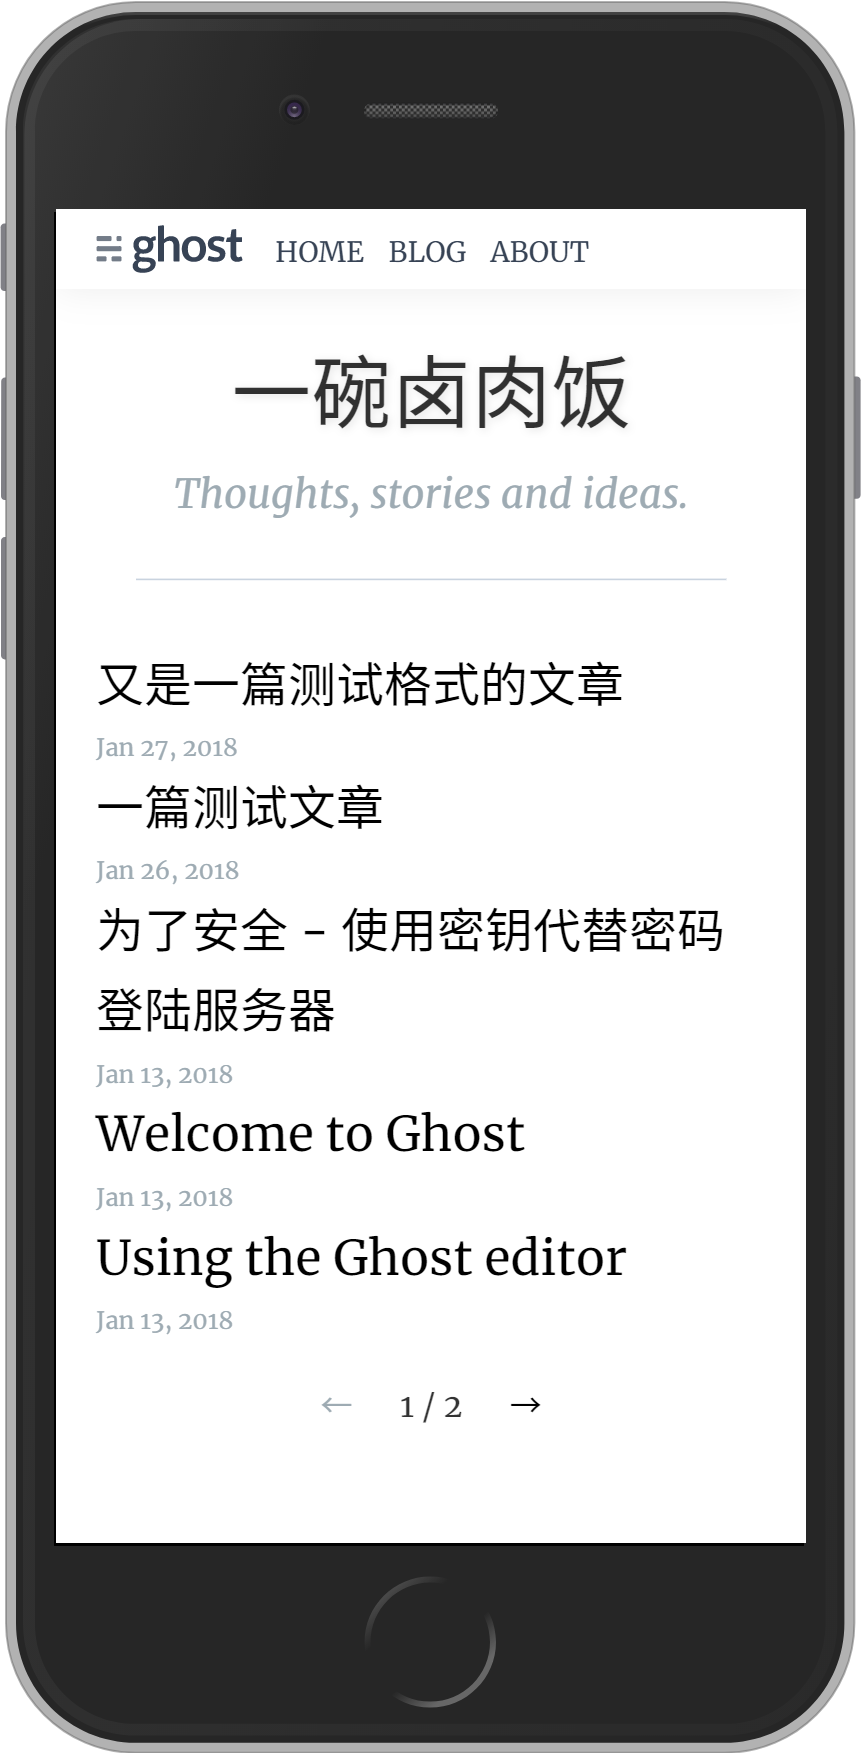 ghost HOME BLOG ABOUT
一碗卤肉饭
Thoughts, stories and ideas.
又是一篇测试格式的文章
Jan 27, 2018
一篇测试文章
Jan 26, 2018
为了安全 - 使用密钥代替密码
登陆服务器
Jan 13, 2018
Welcome to Ghost
Jan 13, 2018
Using the Ghost editor
Jan 13, 2018
← 1 / 2 →